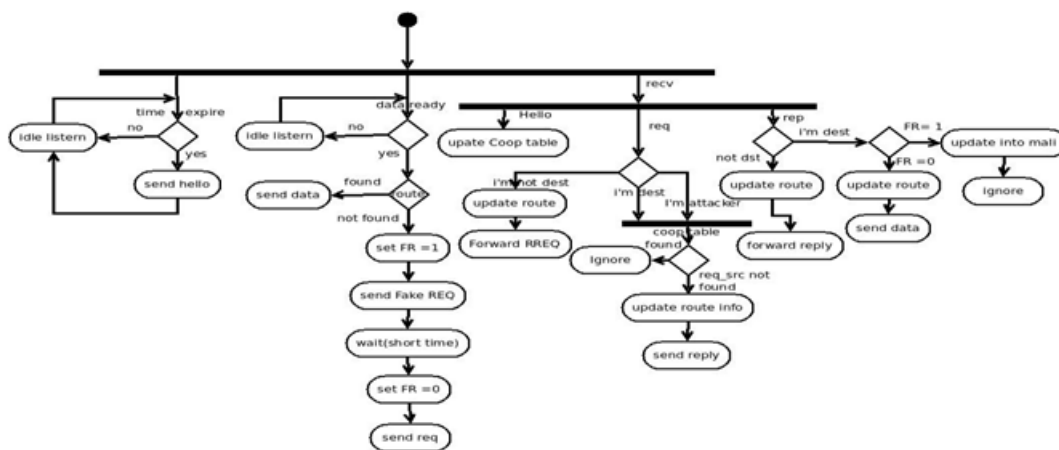 recv
time
expire
data ready
Hello
req
rep
I'm dest
FR= 1
Idle listern
no
yes
idle listern
no
yes
upate Coop table
not dst
update into mali
FR =0
send hello
send data
found
route
not found
i'm not dest
update route
i'm dest
I'm attacker
update route
update route
ignore
set FR =1
Forward RREQ
coop table
found
Ignore
req_src not
found
forward reply
send data
send Fake REQ
update route info
wait(short time)
send reply
set FR =0
send req